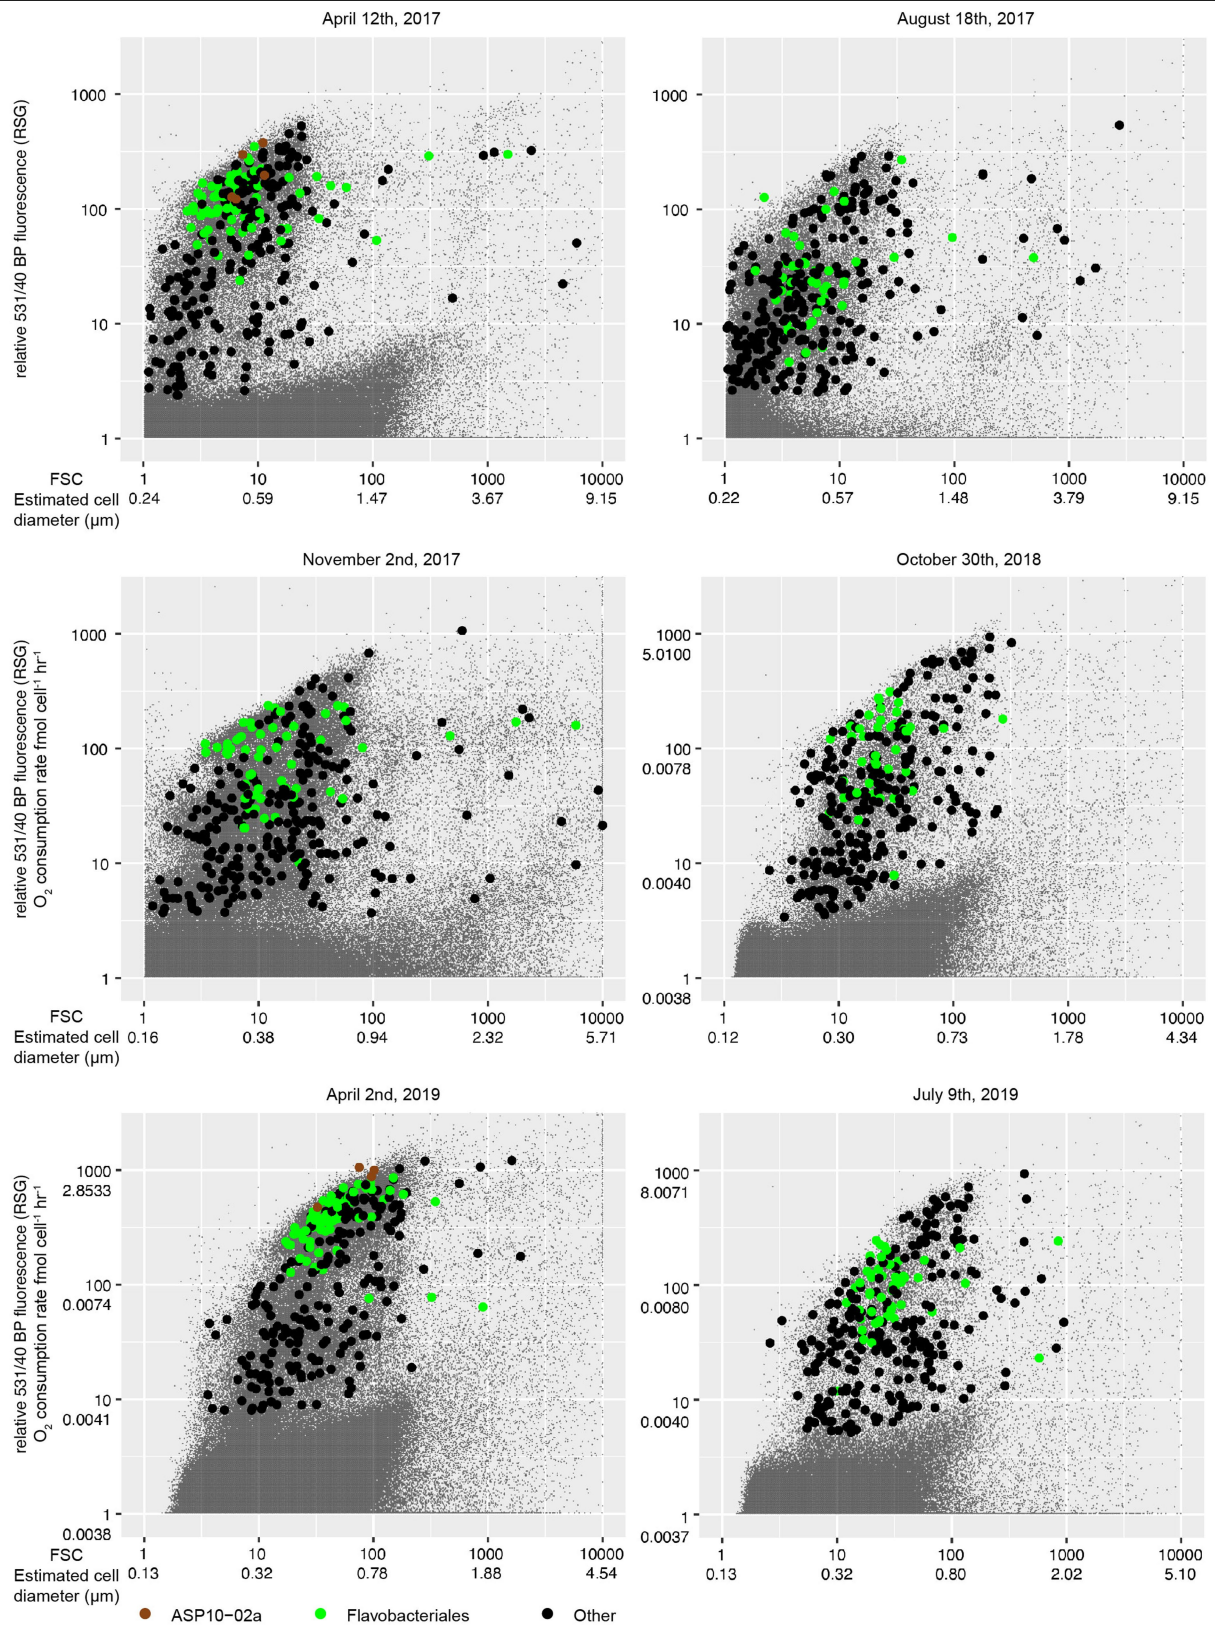 April 12th, 2017
August 18th, 2017
relative 531/40 BP fluorescence (RSG)
1000
100
10
1
1000
100
10
1
FSC
1 10 100 1000 10000
1 10 100 1000 10000
Estimated cell
diameter (µm)
0.24 0.59 1.47 3.67 9.15
0.22 0.57 1.48 3.79 9.15
November 2nd, 2017
October 30th, 2018
relative 531/40 BP fluorescence (RSG)
O₂ consumption rate fmol cell⁻¹ hr⁻¹
1000
100
10
1
1000
5.0100
100
0.0078
10
0.0040
1
0.0038
FSC
1 10 100 1000 10000
1 10 100 1000 10000
Estimated cell
diameter (µm)
0.16 0.38 0.94 2.32 5.71
0.12 0.30 0.73 1.78 4.34
April 2nd, 2019
July 9th, 2019
relative 531/40 BP fluorescence (RSG)
O₂ consumption rate fmol cell⁻¹ hr⁻¹
1000
2.8533
100
0.0074
10
0.0041
1
0.0038
1000
8.0071
100
0.0080
10
0.0040
1
0.0037
FSC
1 10 100 1000 10000
1 10 100 1000 10000
Estimated cell
diameter (µm)
0.13 0.32 0.78 1.88 4.54
0.13 0.32 0.80 2.02 5.10
ASP10−02a Flavobacteriales Other